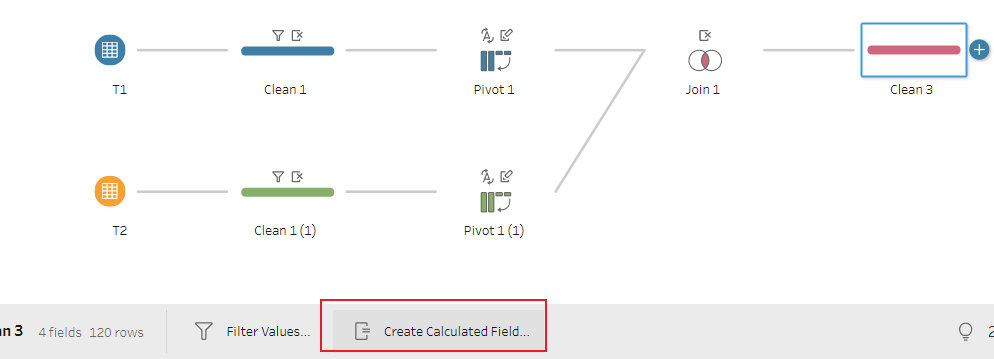 T1
Clean 1
Pivot 1
Join 1
Clean 3
T2
Clean 1 (1)
Pivot 1 (1)
n 3 4 fields 120 rows Filter Values... Create Calculated Field... 2